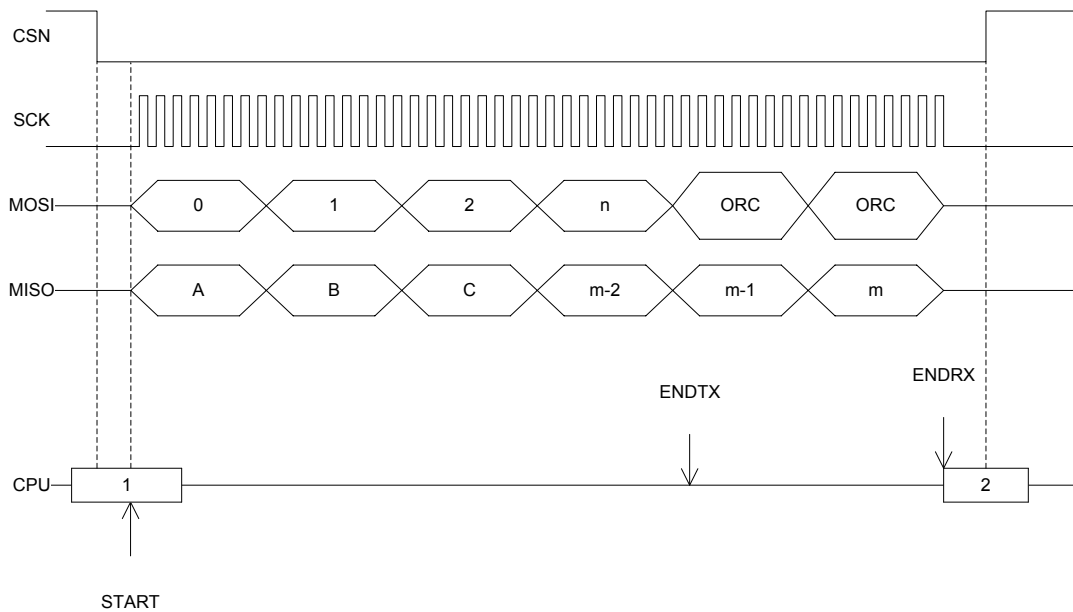 CSN
SCK
MOSI 0 1 2 n ORC ORC
MISO A B C m-2 m-1 m
ENDRX
ENDTX
CPU 1 2
START